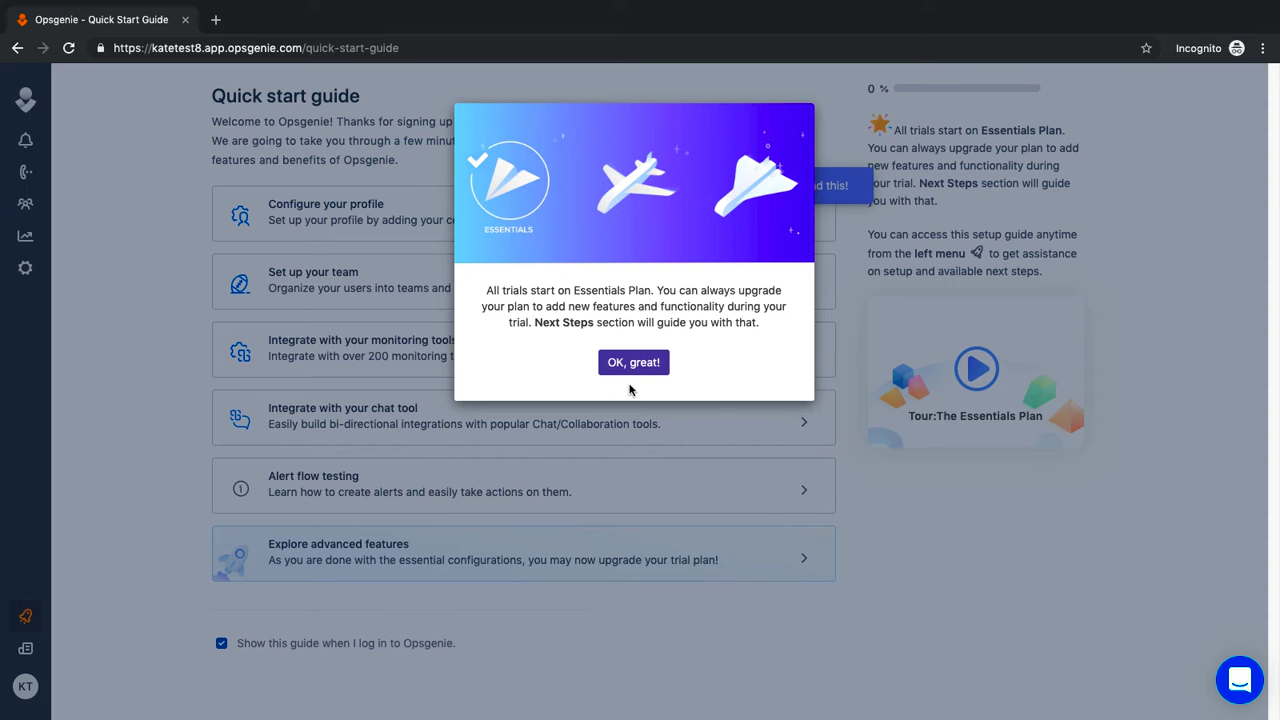 Opsgenie - Quick Start Guide
https://katetest8.app.opsgenie.com/quick-start-guide
Incognito
Quick start guide
Welcome to Opsgenie! Thanks for signing up
We are going to take you through a few minut
features and benefits of Opsgenie.
Configure your profile
Set up your profile by adding your c
Set up your team
Organize your users into teams and
Integrate with your monitoring tools
Integrate with over 200 monitoring t
Integrate with your chat tool
Easily build bi-directional integrations with popular Chat/Collaboration tools.
Alert flow testing
Learn how to create alerts and easily take actions on them.
Explore advanced features
As you are done with the essential configurations, you may now upgrade your trial plan!
Show this guide when I log in to Opsgenie.
KT
ESSENTIALS
All trials start on Essentials Plan. You can always upgrade
your plan to add new features and functionality during your
trial. Next Steps section will guide you with that.
OK, great!
nd this!
0 %
All trials start on Essentials Plan.
You can always upgrade your plan to add
new features and functionality during
your trial. Next Steps section will guide
you with that.
You can access this setup guide anytime
from the left menu to get assistance
on setup and available next steps.
Tour:The Essentials Plan